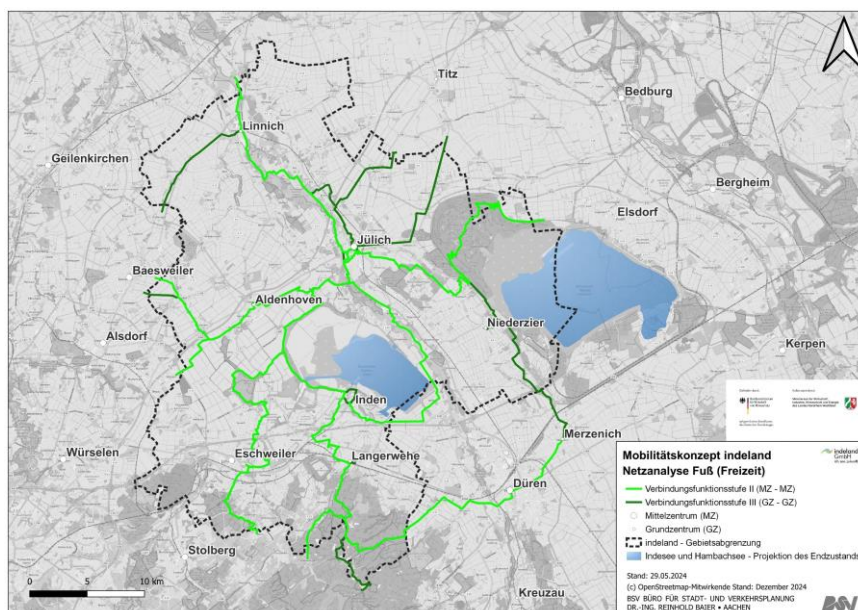 Titz
Bedburg
Linnich
Geilenkirchen
Bergheim
Elsdorf
Jülich
Baesweiler
Aldenhoven
Alsdorf
Niederzier
Kerpen
Inden
Merzenich
Würselen
Eschweiler
Langerwehe
Düren
Stolberg
Kreuzau
0 5 10 km
Mobilitätskonzept indeland
Netzanalyse Fuß (Freizeit)
indeland
GmbH
Verbindungsfunktionsstufe II (MZ - MZ)
Verbindungsfunktionsstufe III (GZ - GZ)
Mittelzentrum (MZ)
Grundzentrum (GZ)
indeland - Gebietsabgrenzung
Indesee und Hambachsee - Projektion des Endzustands
Stand: 29.05.2024
(c) OpenStreetmap-Mitwirkende Stand: Dezember 2024
BSV BÜRO FÜR STADT- UND VERKEHRSPLANUNG
DR.-ING. REINHOLD BAIER • AACHEN
BSV